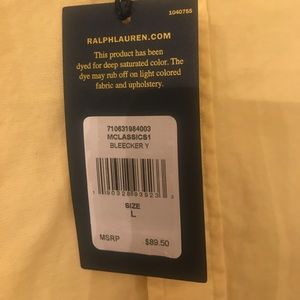 1040755
RALPHLAUREN.COM
This product has been
dyed for deep saturated color. The
dye may rub off on light colored
fabric and upholstery.
710631984003
MCLASSICS1
BLEECKER Y
SIZE
L
MSRP $89.50